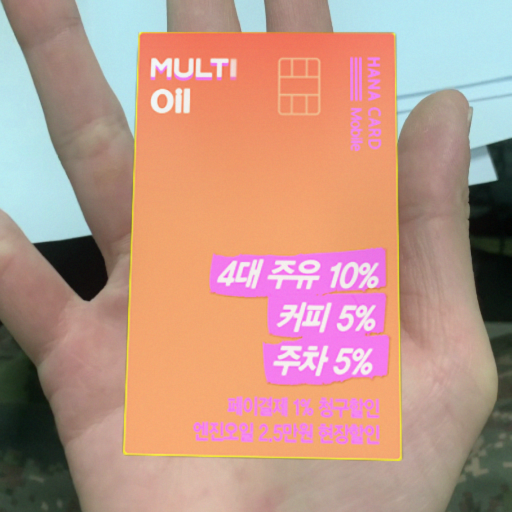 MULTI
Oil
HANA CARD
Mobile
4대 주유 10%
커피 5%
주차 5%
페이결제 1% 청구할인
엔진오일 2.5만원 현장할인